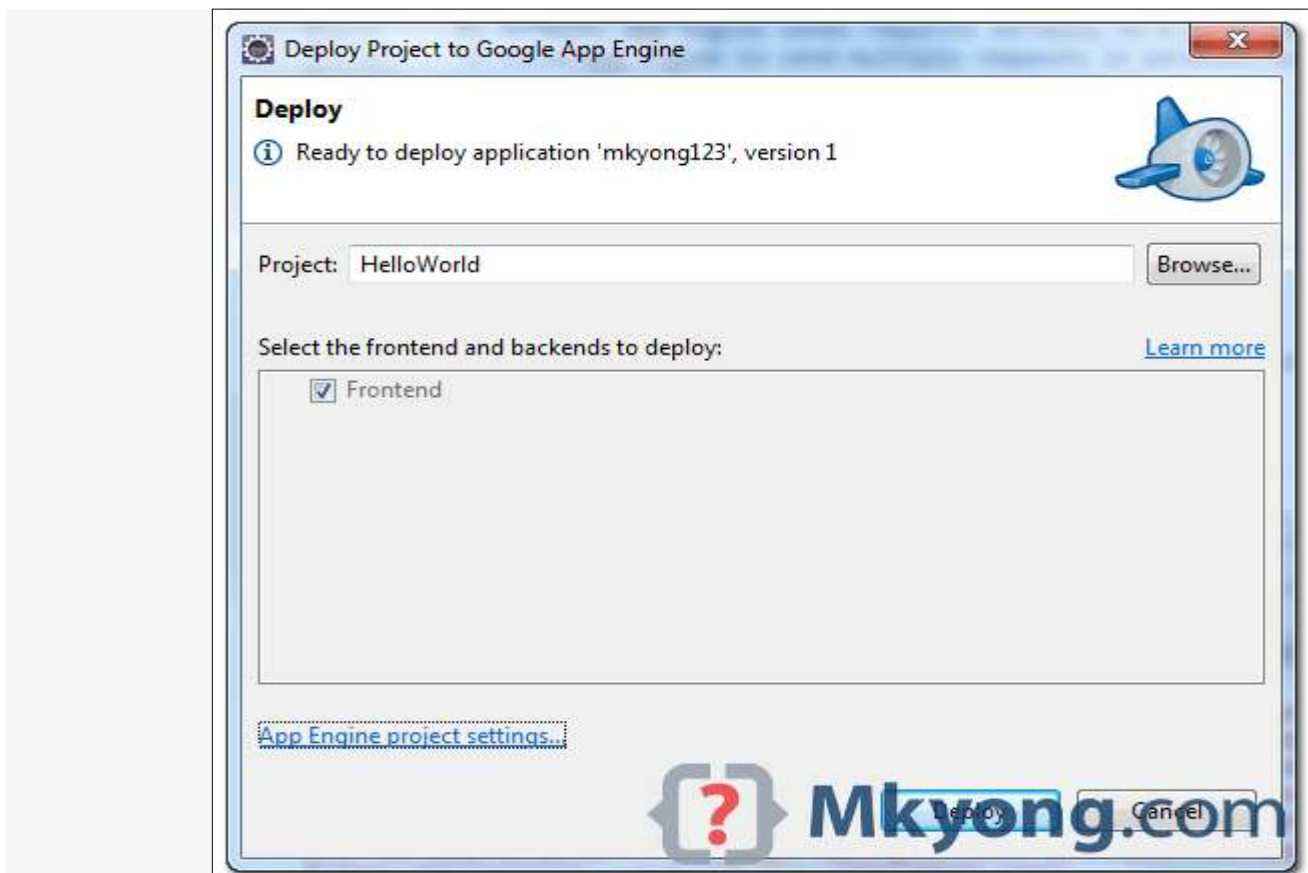 Deploy Project to Google App Engine
Deploy
Ready to deploy application 'mkyong123', version 1
Project: HelloWorld Browse...
Select the frontend and backends to deploy: Learn more
Frontend
App Engine project settings...
Deploy Cancel
Mkyong.com